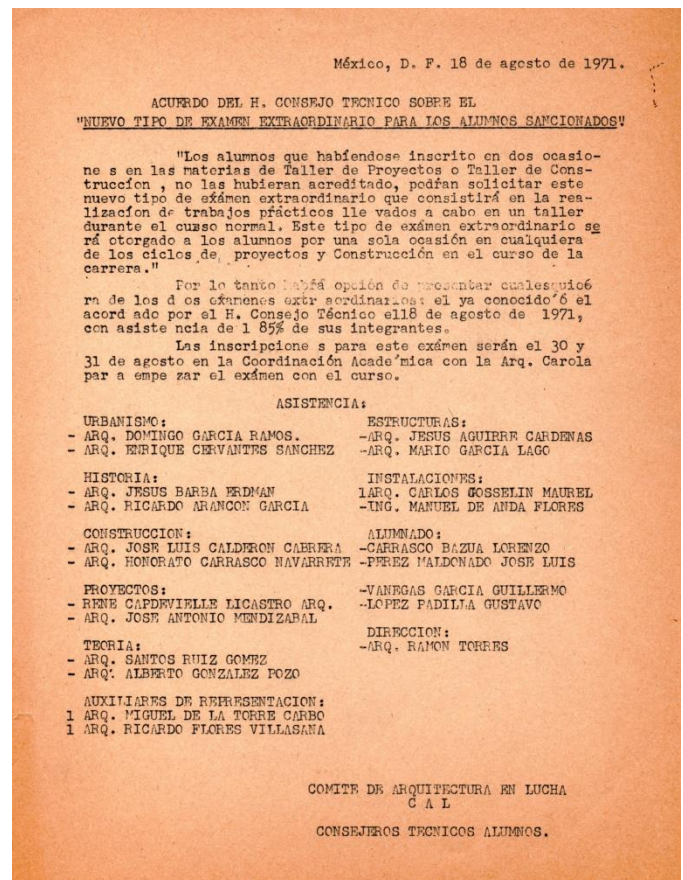 México, D. F. 18 de agosto de 1971.
ACUERDO DEL H. CONSEJO TECNICO SOBRE EL
"NUEVO TIPO DE EXAMEN EXTRAORDINARIO PARA LOS ALUMNOS SANCIONADOS"
"Los alumnos que habíendose inscrito en dos ocasio-
ne s en las materias de Taller de Proyectos o Taller de Cons-
truccíon , no las hubieran acreditado, podŕan solicitar este
nuevo tipo de exámen extraordinario que consistirá en la rea-
lización de trabajos prácticos lle vados a cabo en un taller
durante el curso normal. Este tipo de exámen extraordinario se
rá otorgado a los alumnos por una sola ocasión en cualquiera
de los ciclos de, proyectos y Construcción en el curso de la
carrera."
Por lo tanto habŕa opción de presentar cualesquié
ra de los d os exámenes extr aordinarios: el ya conocido ó el
acord ado por el H. Consejo Técnico el18 de agosto de 1971,
con asiste ncia de l 85% de sus integrantes.
Las inscripcione s para este exámen serán el 30 y
31 de agosto en la Coordinación Acade´mica con la Arq. Carola
par a empe zar el exámen con el curso.
ASISTENCIA:
URBANISMO:
- ARQ. DOMINGO GARCIA RAMOS.
- ARQ. ENRIQUE CERVANTES SANCHEZ
HISTORIA:
- ARQ. JESUS BARBA ERDMAN
- ARQ. RICARDO ARANCON GARCIA
CONSTRUCCION:
- ARQ. JOSE LUIS CALDERON CABRERA
- ARQ. HONORATO CARRASCO NAVARRETE
PROYECTOS:
- RENE CAPDEVIELLE LICASTRO ARQ.
- ARQ. JOSE ANTONIO MENDIZABAL
TEORIA:
- ARQ. SANTOS RUIZ GOMEZ
- ARQ. ALBERTO GONZALEZ POZO
AUXILIARES DE REPRESENTACION:
1 ARQ. MIGUEL DE LA TORRE CARBO
1 ARQ. RICARDO FLORES VILLASANA
ESTRUCTURAS:
-ARQ. JESUS AGUIRRE CARDENAS
-ARQ. MARIO GARCIA LAGO
INSTALACIONES:
1ARQ. CARLOS GOSSELIN MAUREL
-ING. MANUEL DE ANDA FLORES
ALUMNADO:
-CARRASCO BAZUA LORENZO
-PEREZ MALDONADO JOSE LUIS
-VANEGAS GARCIA GUILLERMO
-LOPEZ PADILLA GUSTAVO
DIRECCION:
-ARQ. RAMON TORRES
COMITE DE ARQUITECTURA EN LUCHA
C A L
CONSEJEROS TECNICOS ALUMNOS.